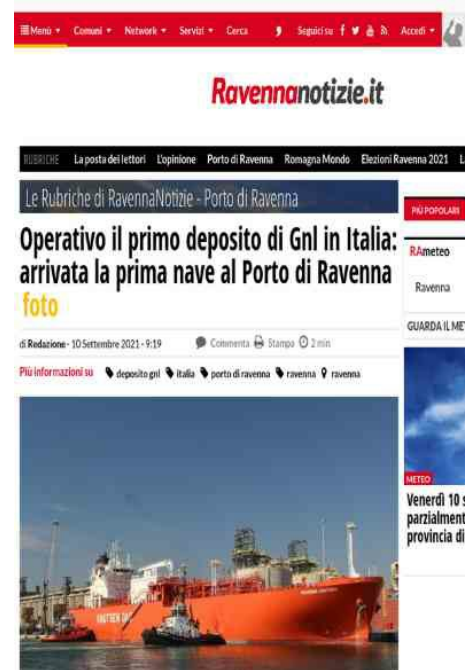 Menù Comuni Network Servizi Cerca Seguici su Accedi
Ravennanotizie.it
RUBRICHE La posta dei lettori L'opinione Porto di Ravenna Romagna Mondo Elezioni Ravenna 2021 L
Le Rubriche di RavennaNotizie - Porto di Ravenna
Operativo il primo deposito di Gnl in Italia:
arrivata la prima nave al Porto di Ravenna
foto
di Redazione - 10 Settembre 2021 - 9:19 Commenta Stampa 2 min
Più informazioni su deposito gnl italia porto di ravenna ravenna ravenna
KNUTSEN
PIÙ POPOLARI
RAmeteo
Ravenna
GUARDA IL ME
METEO
Venerdì 10 s
parzialment
provincia di